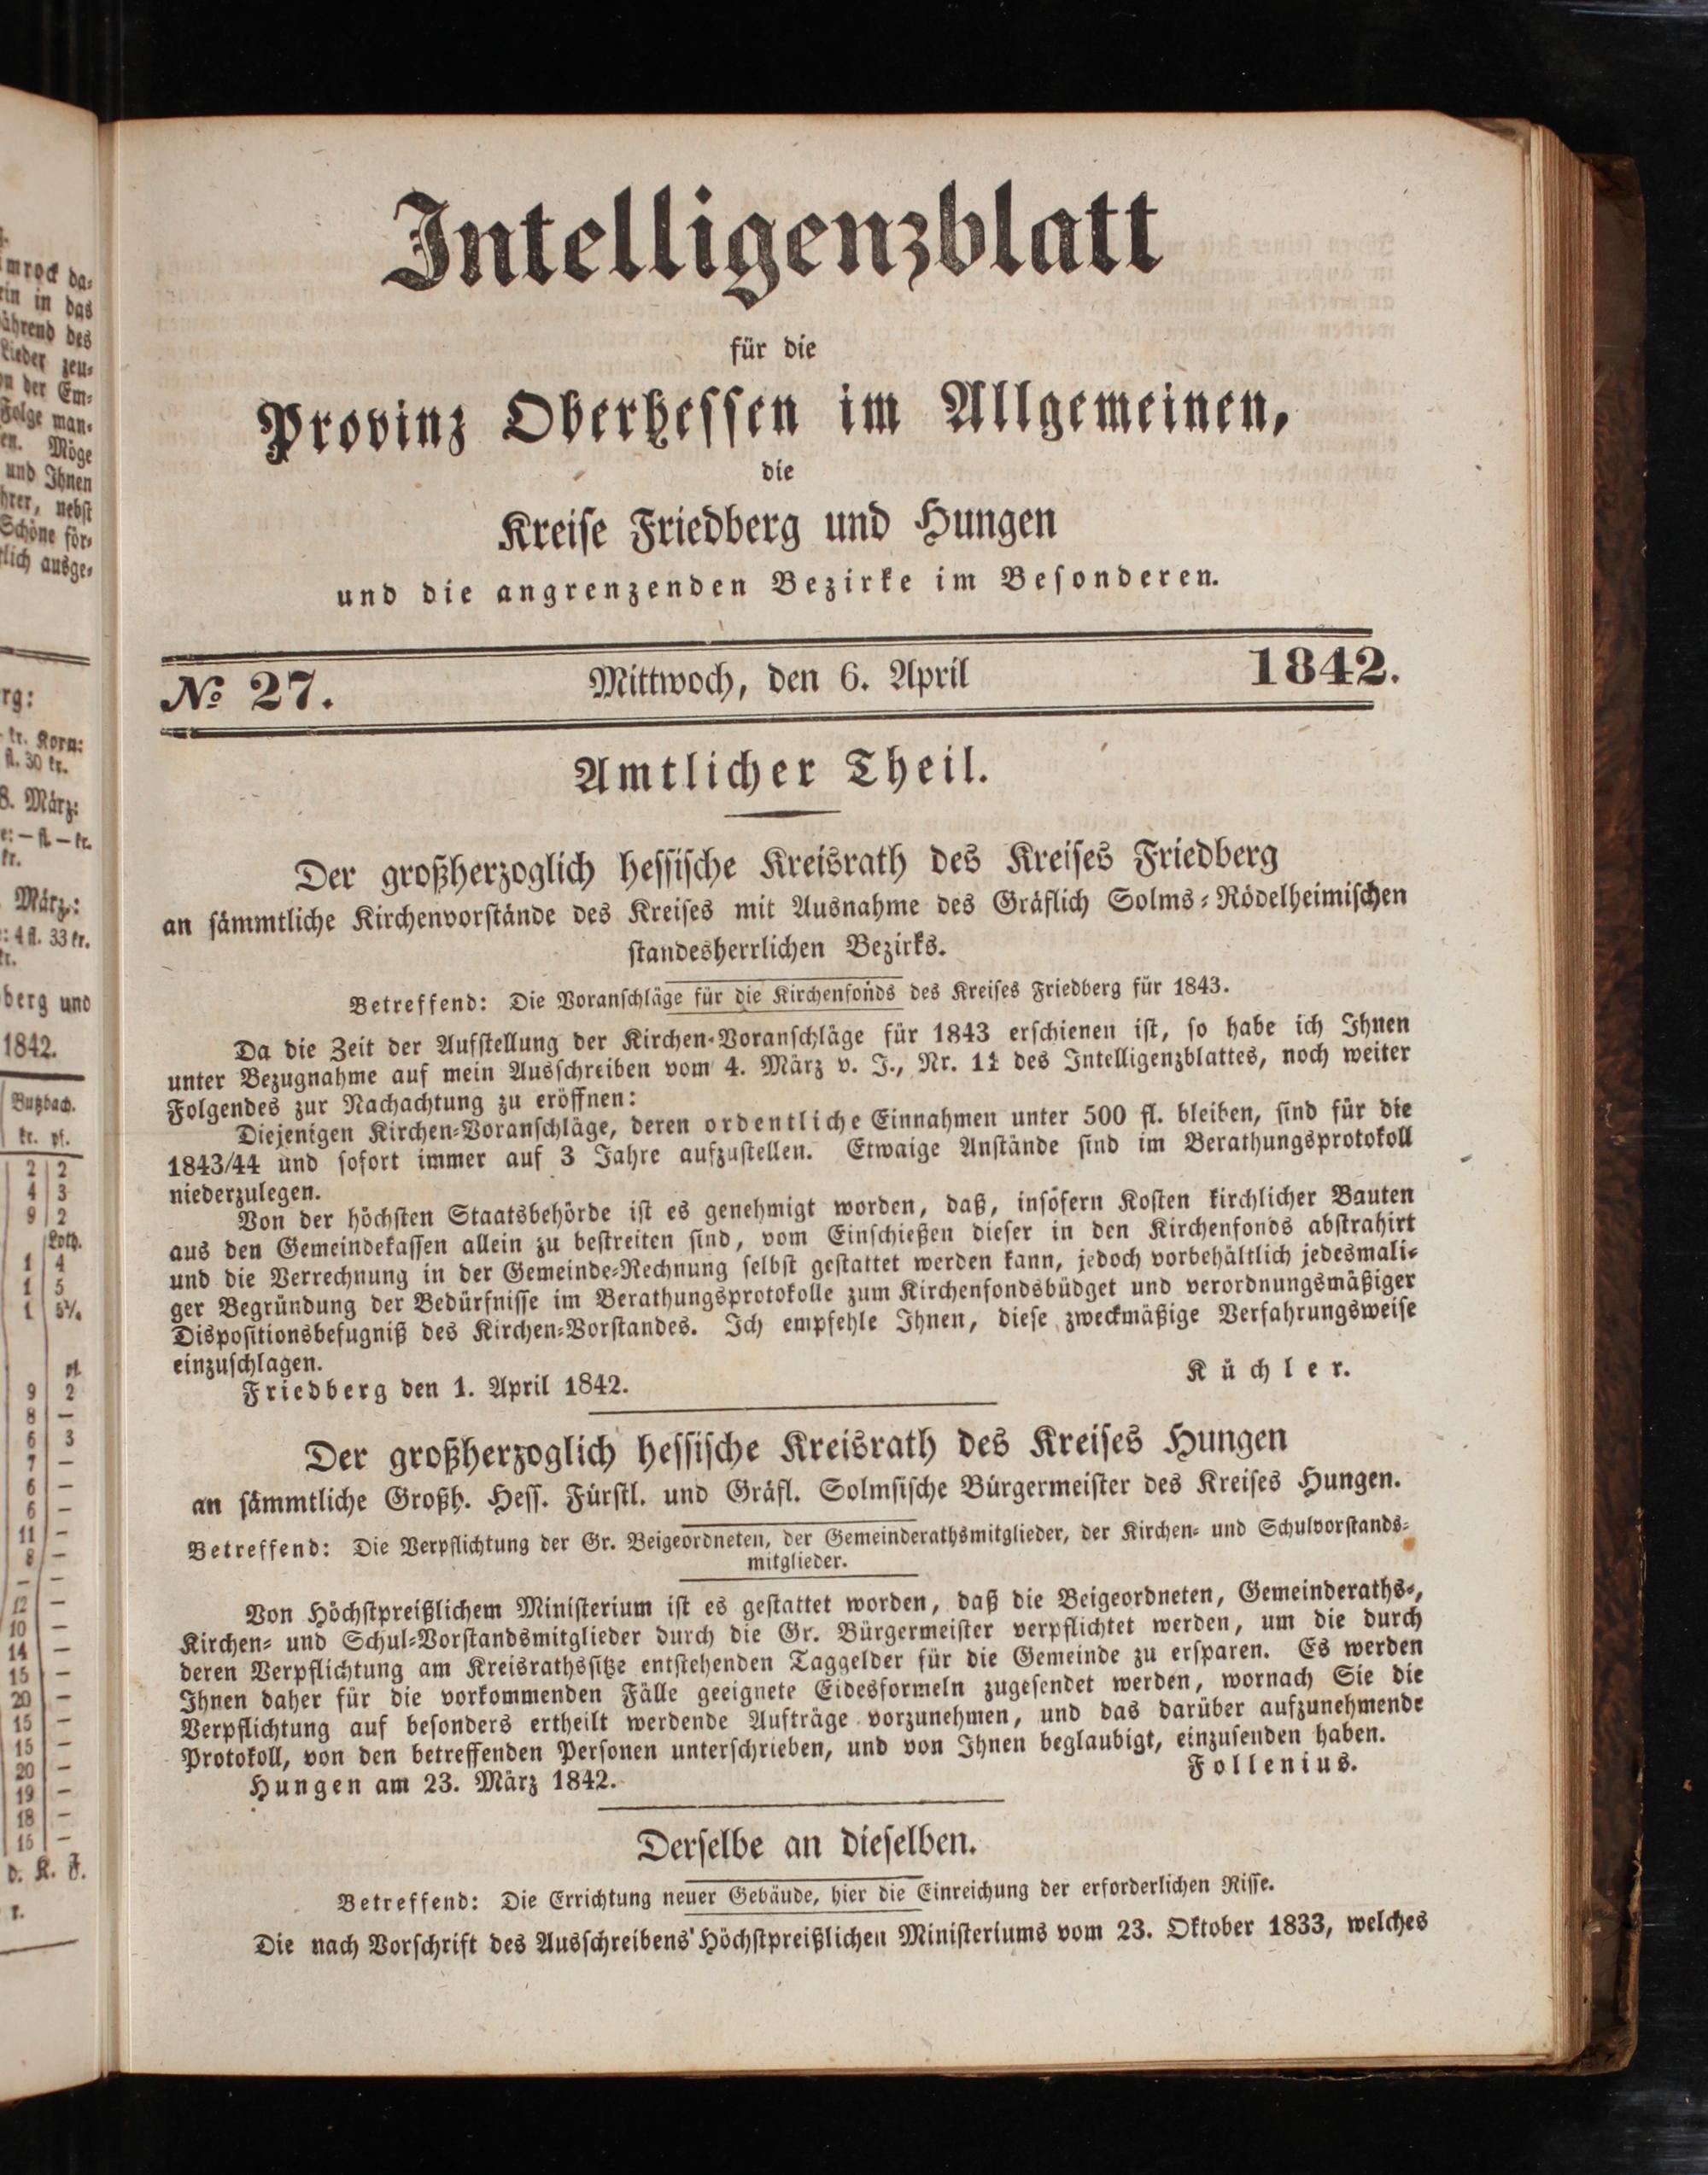 Intelligenzblatt
für die
Provinz Oberhessen im Allgemeinen,
die
Kreise Friedberg und Hungen
und die angrenzenden Bezirke im Besonderen.
№ 27. Mittwoch, den 6. April 1842.
Amtlicher Theil.
Der großherzoglich hessische Kreisrath des Kreises Friedberg
an sämmtliche Kirchenvorstände des Kreises mit Ausnahme des Gräflich Solms-Rödelheimischen
standesherrlichen Bezirks.
Betreffend: Die Voranschläge für die Kirchenfonds des Kreises Friedberg für 1843.
Da die Zeit der Aufstellung der Kirchen-Voranschläge für 1843 erschienen ist, so habe ich Ihnen
unter Bezugnahme auf mein Ausschreiben vom 4. März v. J., Nr. 11 des Intelligenzblattes, noch weiter
Folgendes zur Nachachtung zu eröffnen:
Diejenigen Kirchen-Voranschläge, deren ordentliche Einnahmen unter 500 fl. bleiben, sind für die
1843/44 und sofort immer auf 3 Jahre aufzustellen. Etwaige Anstände sind im Berathungsprotokoll
niederzulegen.
Von der höchsten Staatsbehörde ist es genehmigt worden, daß, insofern Kosten kirchlicher Bauten
aus den Gemeindekassen allein zu bestreiten sind, vom Einschießen dieser in den Kirchenfonds abstrahirt
und die Verrechnung in der Gemeinde-Rechnung selbst gestattet werden kann, jedoch vorbehältlich jedesmali-
ger Begründung der Bedürfnisse im Berathungsprotokolle zum Kirchenfondsbüdget und verordnungsmäßiger
Dispositionsbefugniß des Kirchen-Vorstandes. Ich empfehle Ihnen, diese zweckmäßige Verfahrungsweise
einzuschlagen.
Friedberg den 1. April 1842. Küchler.
Der großherzoglich hessische Kreisrath des Kreises Hungen
an sämmtliche Großh. Hess. Fürstl. und Gräfl. Solmsische Bürgermeister des Kreises Hungen.
Betreffend: Die Verpflichtung der Gr. Beigeordneten, der Gemeinderathsmitglieder, der Kirchen- und Schulvorstands-
mitglieder.
Von Höchstpreißlichem Ministerium ist es gestattet worden, daß die Beigeordneten, Gemeinderaths-,
Kirchen- und Schul-Vorstandsmitglieder durch die Gr. Bürgermeister verpflichtet werden, um die durch
deren Verpflichtung am Kreisrathssitze entstehenden Taggelder für die Gemeinde zu ersparen. Es werden
Ihnen daher für die vorkommenden Fälle geeignete Eidesformeln zugesendet werden, wornach Sie die
Verpflichtung auf besonders ertheilt werdende Aufträge vorzunehmen, und das darüber aufzunehmende
Protokoll, von den betreffenden Personen unterschrieben, und von Ihnen beglaubigt, einzusenden haben.
Hungen am 23. März 1842. Follenius.
Derselbe an dieselben.
Betreffend: Die Errichtung neuer Gebäude, hier die Einreichung der erforderlichen Risse.
Die nach Vorschrift des Ausschreibens Höchstpreißlichen Ministeriums vom 23. Oktober 1833, welches